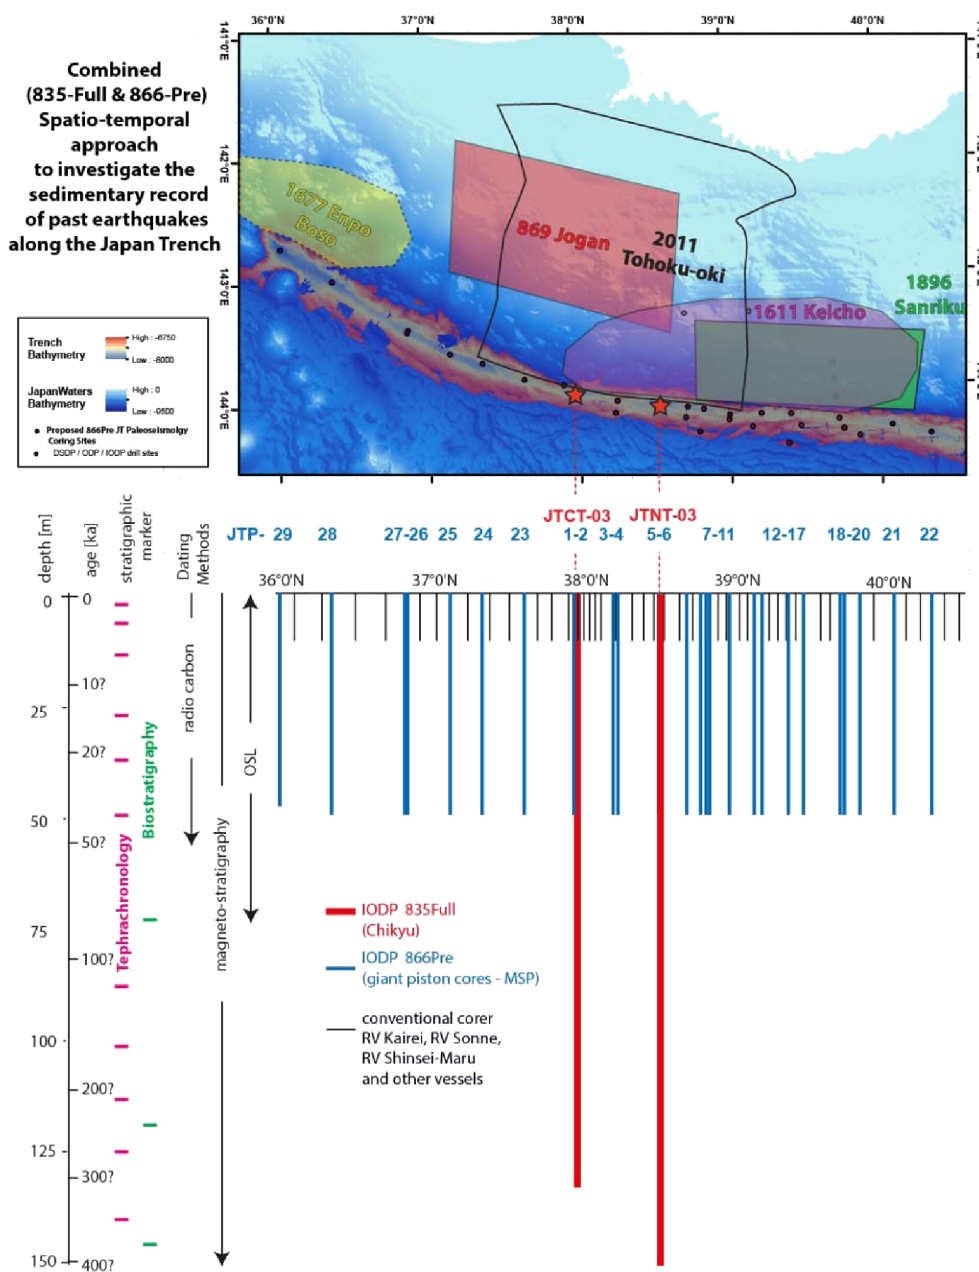 36°0'N 37°0'N 38°0'N 39°0'N 40°0'N
141°0'E
142°0'E
143°0'E
144°0'E
Combined
(835-Full & 866-Pre)
Spatio-temporal
approach
to investigate the
sedimentary record
of past earthquakes
along the Japan Trench
1677 Enpo
Boso
869 Jogan
2011
Tohoku-oki
1611 Keicho
1896
Sanriku
Trench
Bathymetry
High : -6750
Low : -8000
JapanWaters
Bathymetry
High : 0
Low : -9500
Proposed 866Pre JT Paleoseismolgy
Coring Sites
DSDP / ODP / IODP drill sites
depth [m]
age [ka]
stratigraphic
marker
Dating
Methods
JTCT-03 JTNT-03
JTP- 29 28 27-26 25 24 23 1-2 3-4 5-6 7-11 12-17 18-20 21 22
36°0'N 37°0'N 38°0'N 39°0'N 40°0'N
0 0
10?
25
20?
50
50?
75
100?
100
200?
125
300?
150 400?
Tephrachronology
Biostratigraphy
radio carbon
magneto-stratigraphy
OSL
IODP 835Full
(Chikyu)
IODP 866Pre
(giant piston cores - MSP)
conventional corer
RV Kairei, RV Sonne,
RV Shinsei-Maru
and other vessels